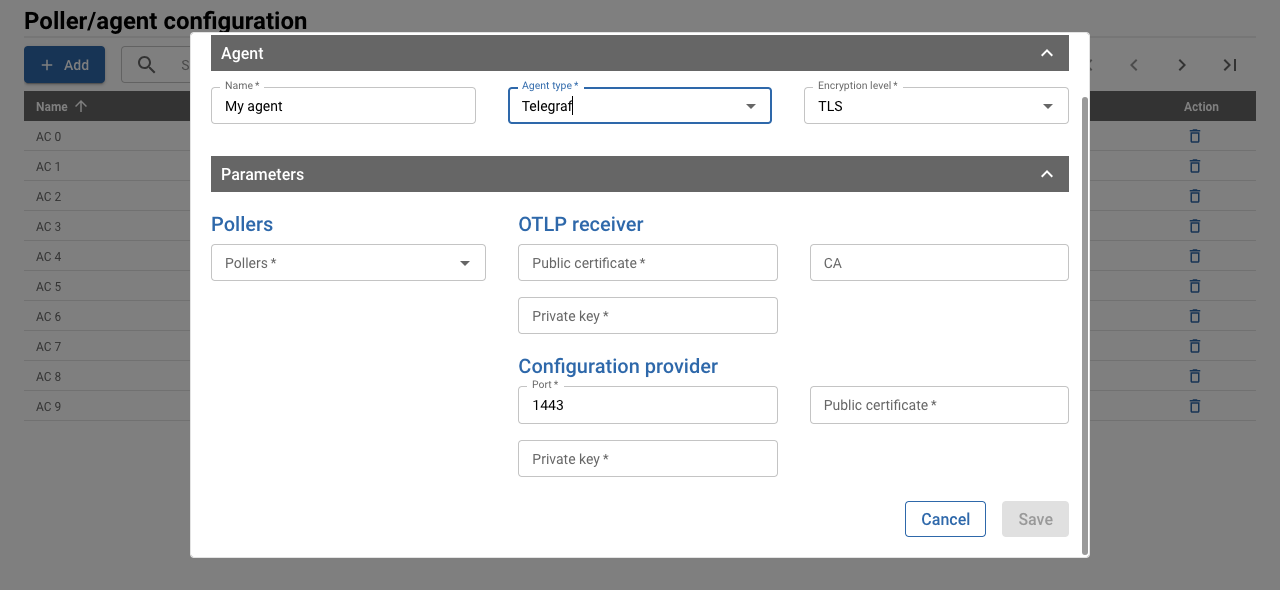 Poller/agent configuration
Add S
Name Action
Agent
Name *
My agent
Agent type *
Telegraf
Encryption level *
TLS
Parameters
Pollers
Pollers *
OTLP receiver
Public certificate *
CA
Private key *
Configuration provider
Port *
1443
Public certificate *
Private key *
Cancel
Save
AC 0
AC 1
AC 2
AC 3
AC 4
AC 5
AC 6
AC 7
AC 8
AC 9